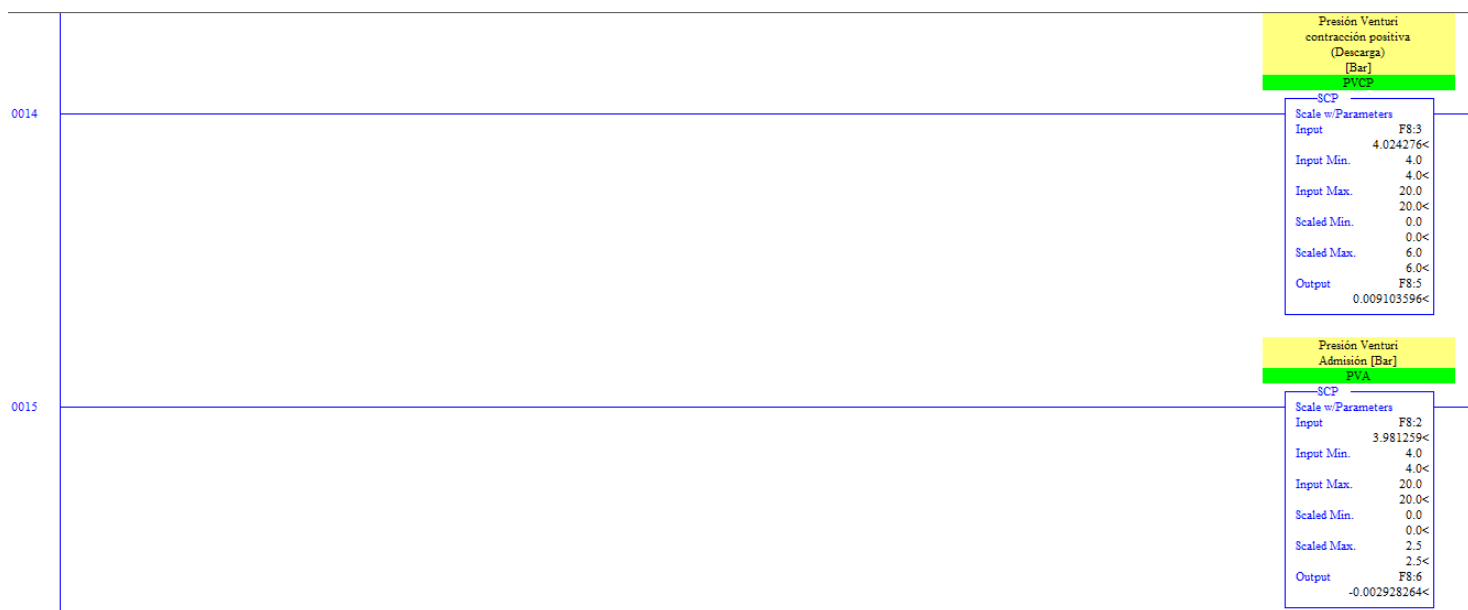 Presión Venturi
contracción positiva
(Descarga)
[Bar]
PVCP
SCP
0014
Scale w/Parameters
Input F8:3
4.024276<
Input Min. 4.0
4.0<
Input Max. 20.0
20.0<
Scaled Min. 0.0
0.0<
Scaled Max. 6.0
6.0<
Output F8:5
0.009103596<
Presión Venturi
Admisión [Bar]
PVA
SCP
0015
Scale w/Parameters
Input F8:2
3.981259<
Input Min. 4.0
4.0<
Input Max. 20.0
20.0<
Scaled Min. 0.0
0.0<
Scaled Max. 2.5
2.5<
Output F8:6
-0.002928264<